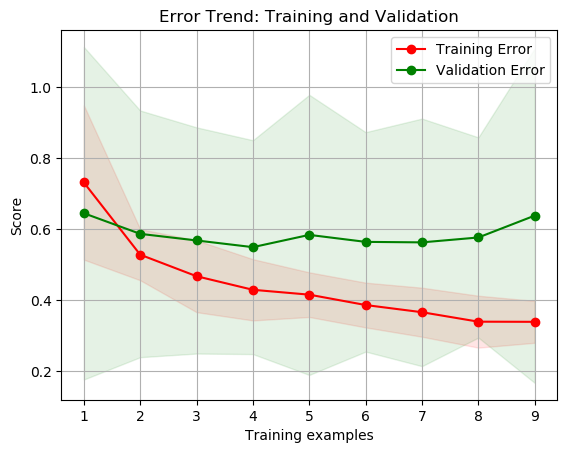 Error Trend: Training and Validation
Training Error
Validation Error
Score
1.0
0.8
0.6
0.4
0.2
1 2 3 4 5 6 7 8 9
Training examples